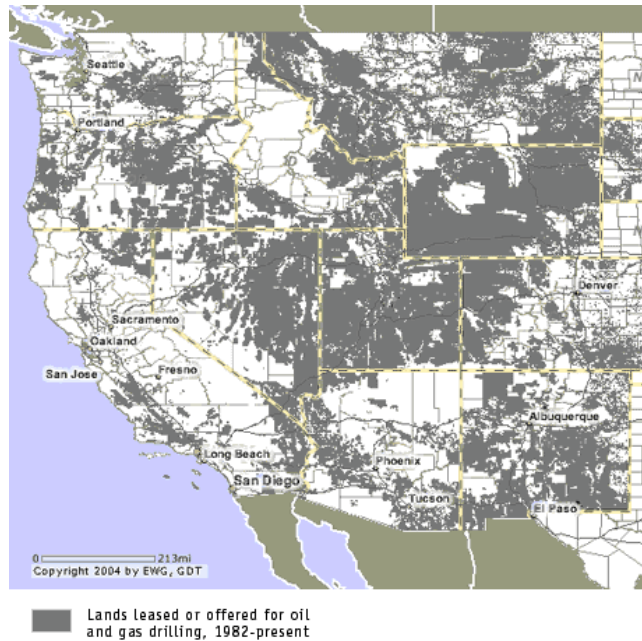 Seattle
Portland
Sacramento
Oakland
San Jose
Fresno
Long Beach
San Diego
Denver
Albuquerque
Phoenix
Tucson
El Paso
0 213mi
Copyright 2004 by EWG, GDT
Lands leased or offered for oil
and gas drilling, 1982-present